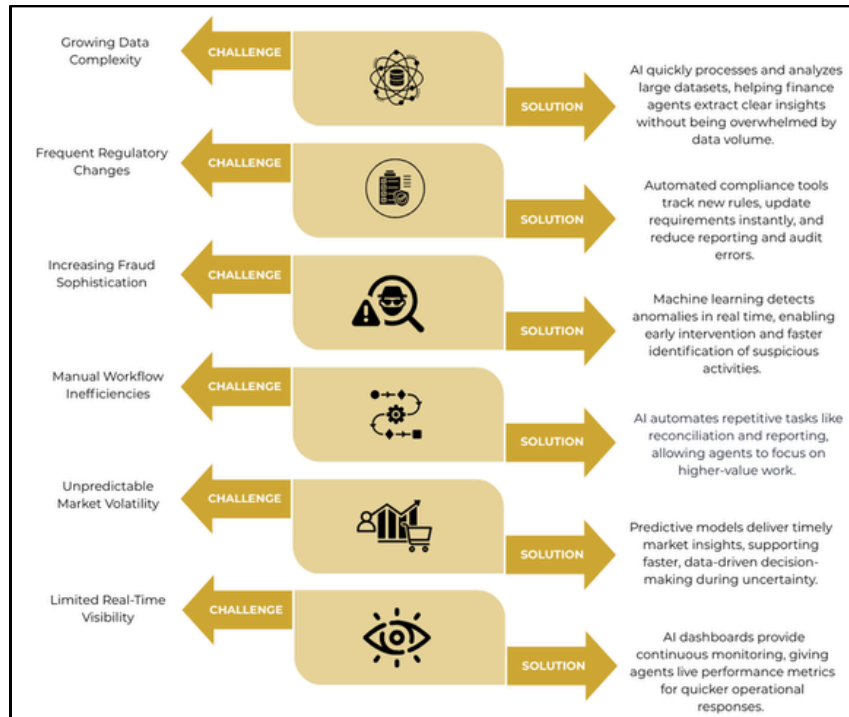 Growing Data
Complexity
CHALLENGE
SOLUTION
AI quickly processes and analyzes
large datasets, helping finance
agents extract clear insights
without being overwhelmed by
data volume.
Frequent Regulatory
Changes
CHALLENGE
SOLUTION
Automated compliance tools
track new rules, update
requirements instantly, and
reduce reporting and audit
errors.
Increasing Fraud
Sophistication
CHALLENGE
SOLUTION
Machine learning detects
anomalies in real time, enabling
early intervention and faster
identification of suspicious
activities.
Manual Workflow
Inefficiencies
CHALLENGE
SOLUTION
AI automates repetitive tasks like
reconciliation and reporting,
allowing agents to focus on
higher-value work.
Unpredictable
Market Volatility
CHALLENGE
SOLUTION
Predictive models deliver timely
market insights, supporting
faster, data-driven decision-
making during uncertainty.
Limited Real-Time
Visibility
CHALLENGE
SOLUTION
AI dashboards provide
continuous monitoring, giving
agents live performance metrics
for quicker operational
responses.